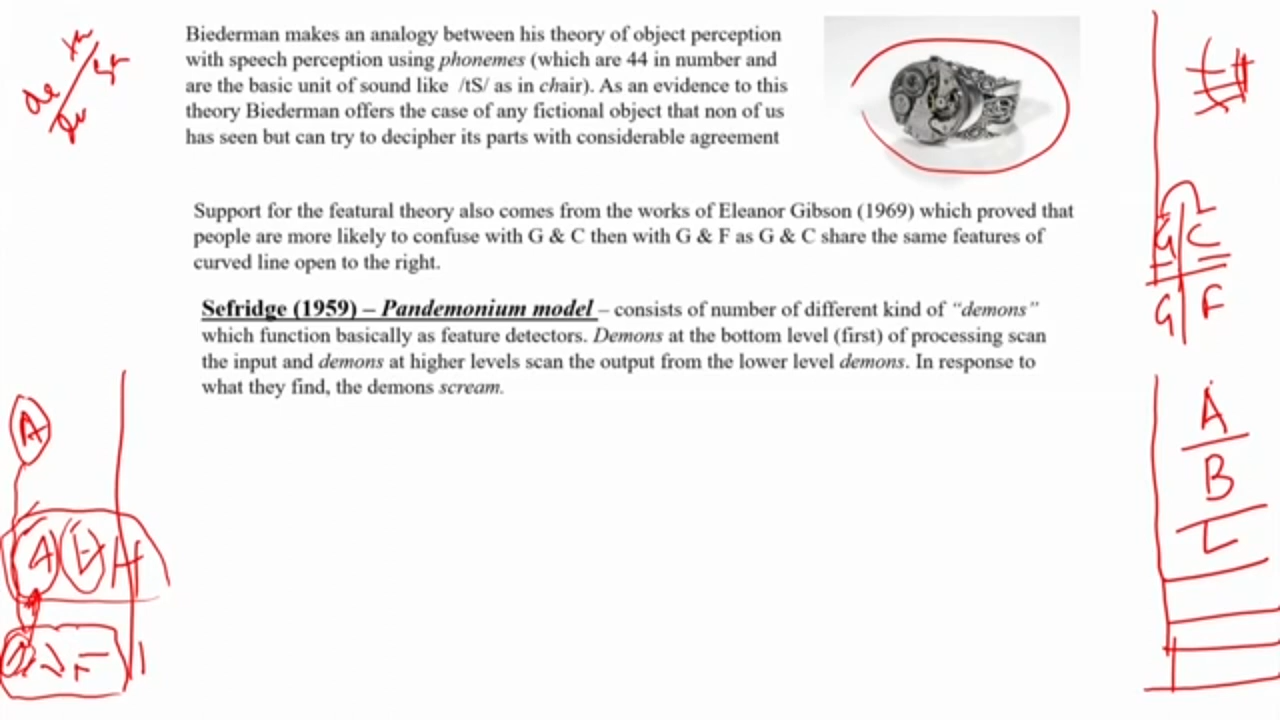 Biederman makes an analogy between his theory of object perception
with speech perception using phonemes (which are 44 in number and
are the basic unit of sound like /tS/ as in chair). As an evidence to this
theory Biederman offers the case of any fictional object that non of us
has seen but can try to decipher its parts with considerable agreement
Support for the featural theory also comes from the works of Eleanor Gibson (1969) which proved that
people are more likely to confuse with G & C then with G & F as G & C share the same features of
curved line open to the right.
Sefridge (1959) – Pandemonium model – consists of number of different kind of “demons”
which function basically as feature detectors. Demons at the bottom level (first) of processing scan
the input and demons at higher levels scan the output from the lower level demons. In response to
what they find, the demons scream.
G C
G F
A
B
A
A